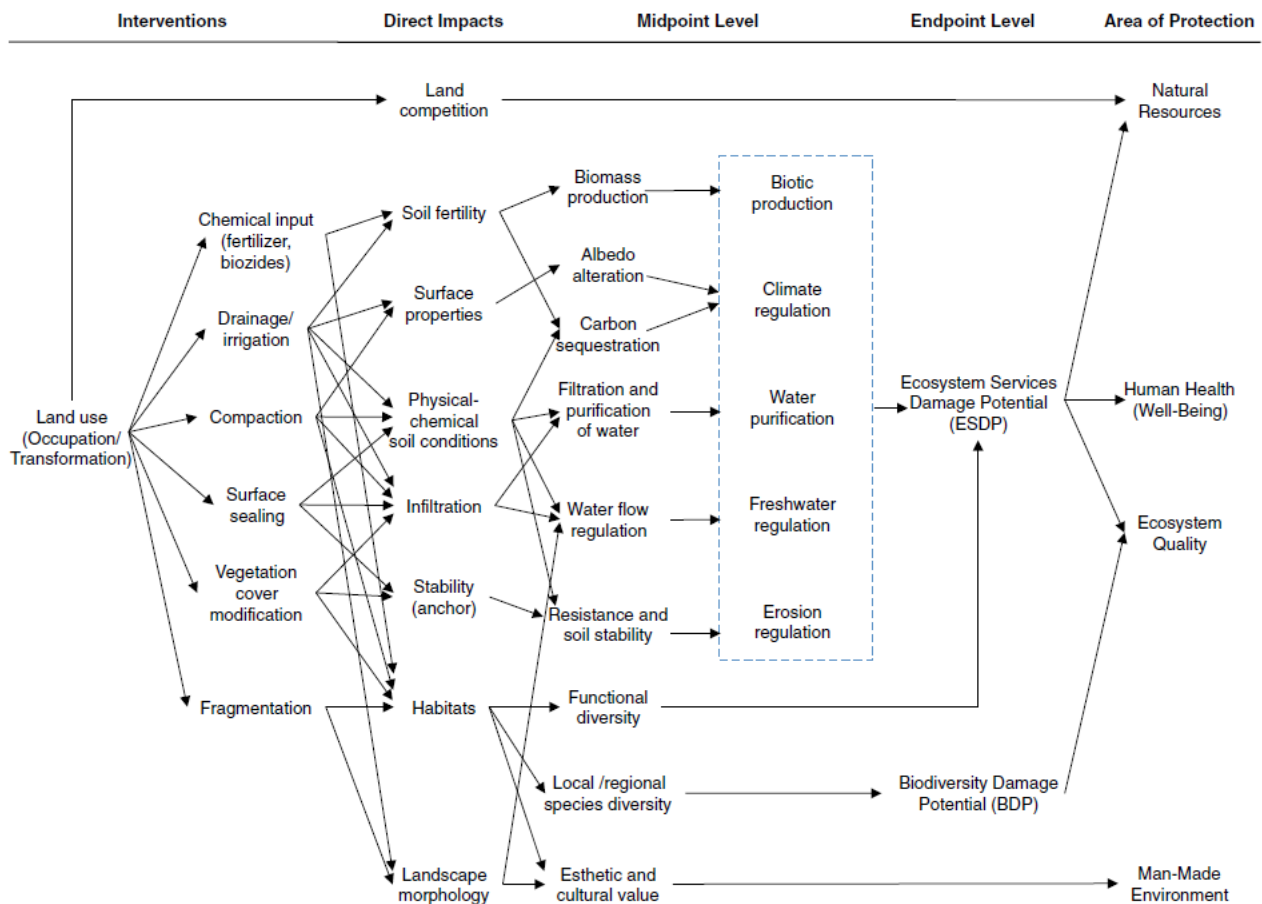 Interventions
Direct Impacts
Midpoint Level
Endpoint Level
Area of Protection
Land
competition
Natural
Resources
Biomass
production
Biotic
production
Chemical input
(fertilizer,
biozides)
Soil fertility
Albedo
alteration
Surface
properties
Climate
regulation
Drainage/
irrigation
Carbon
sequestration
Land use
(Occupation/
Transformation)
Compaction
Physical-
chemical
soil conditions
Filtration and
purification
of water
Water
purification
Ecosystem Services
Damage Potential
(ESDP)
Human Health
(Well-Being)
Surface
sealing
Infiltration
Water flow
regulation
Freshwater
regulation
Ecosystem
Quality
Vegetation
cover
modification
Stability
(anchor)
Resistance and
soil stability
Erosion
regulation
Fragmentation
Habitats
Functional
diversity
Local /regional
species diversity
Biodiversity Damage
Potential (BDP)
Landscape
morphology
Esthetic and
cultural value
Man-Made
Environment